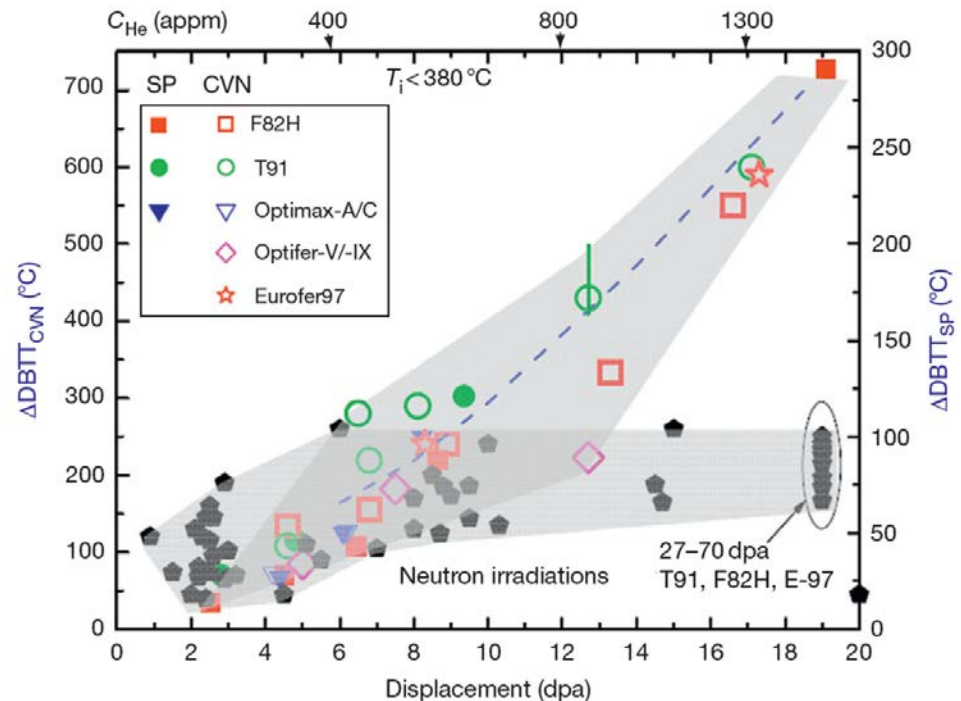 C_He (appm) 400 800 1300
SP CVN
T_i < 380 °C
F82H
T91
Optimax-A/C
Optifer-V/-IX
Eurofer97
ΔDBTT_CVN (°C)
700
600
500
400
300
200
100
0
300
250
200
150
100
50
0
ΔDBTT_SP (°C)
Neutron irradiations
27–70 dpa
T91, F82H, E-97
0 2 4 6 8 10 12 14 16 18 20
Displacement (dpa)